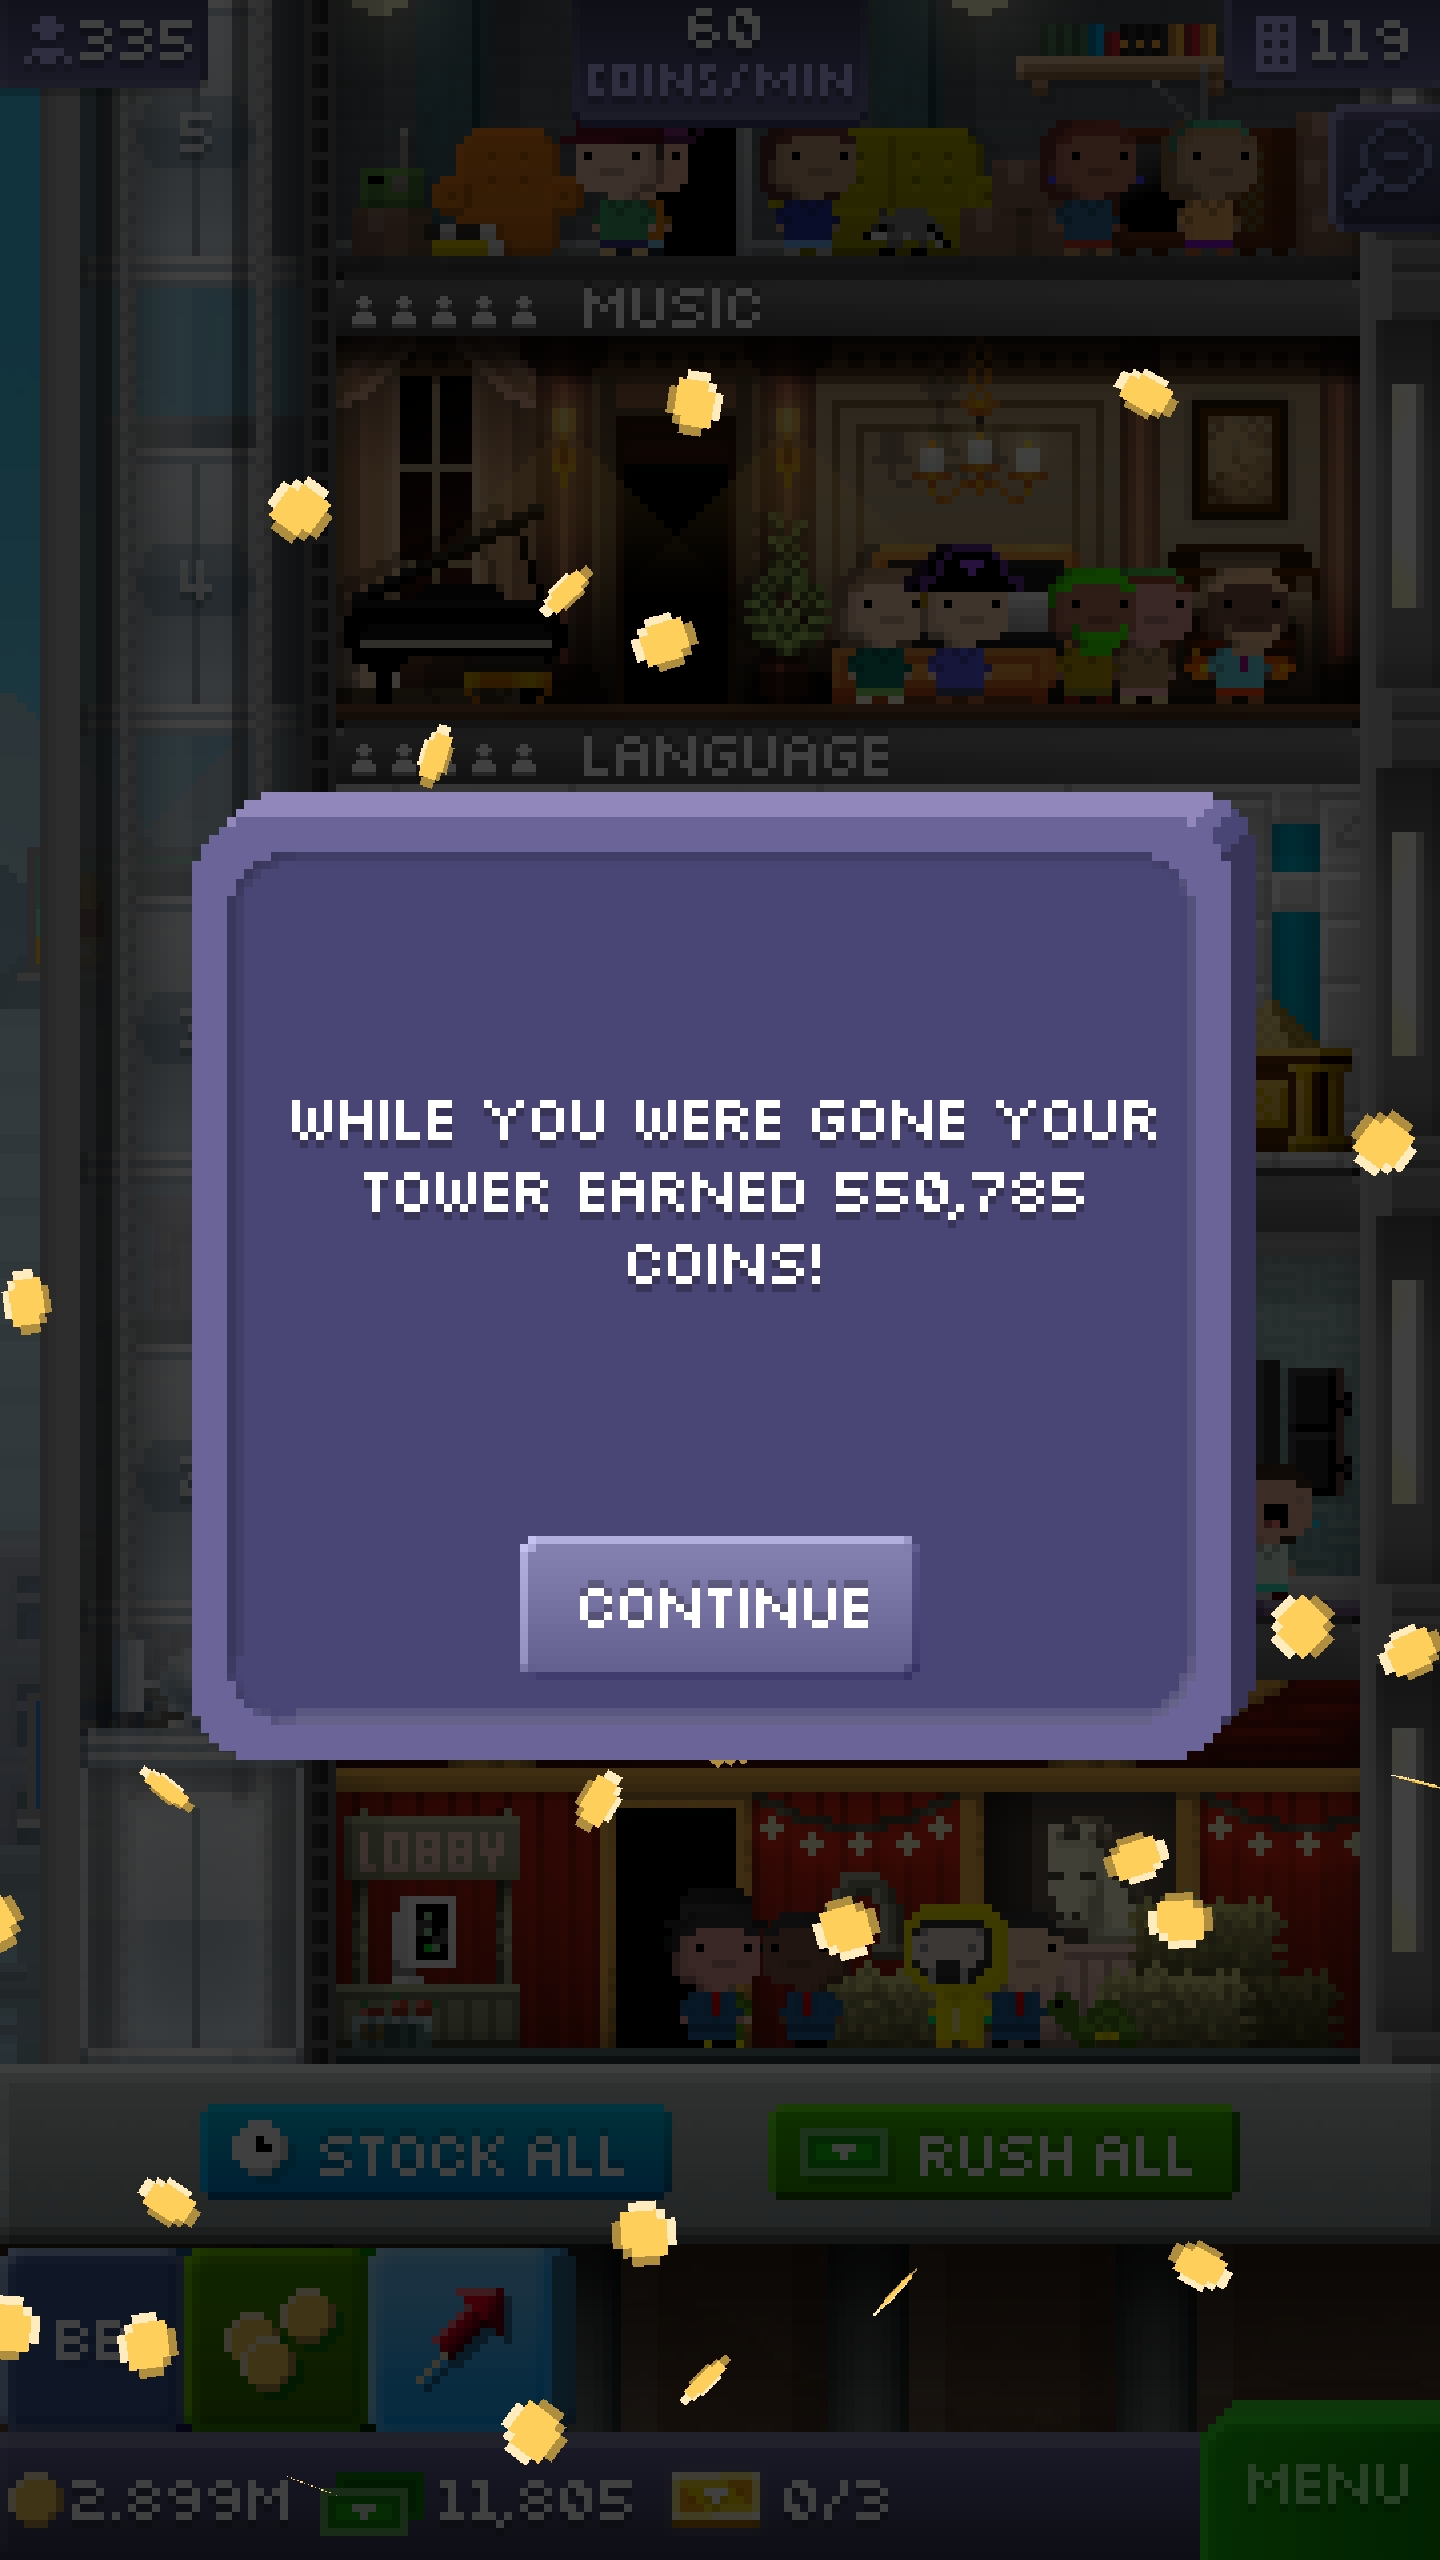 335
60
COINS/MIN
119
5
MUSIC
4
LANGUAGE
WHILE YOU WERE GONE YOUR
TOWER EARNED 550,785
COINS!
CONTINUE
LOBBY
STOCK ALL
RUSH ALL
2.899M
11,805
0/3
MENU